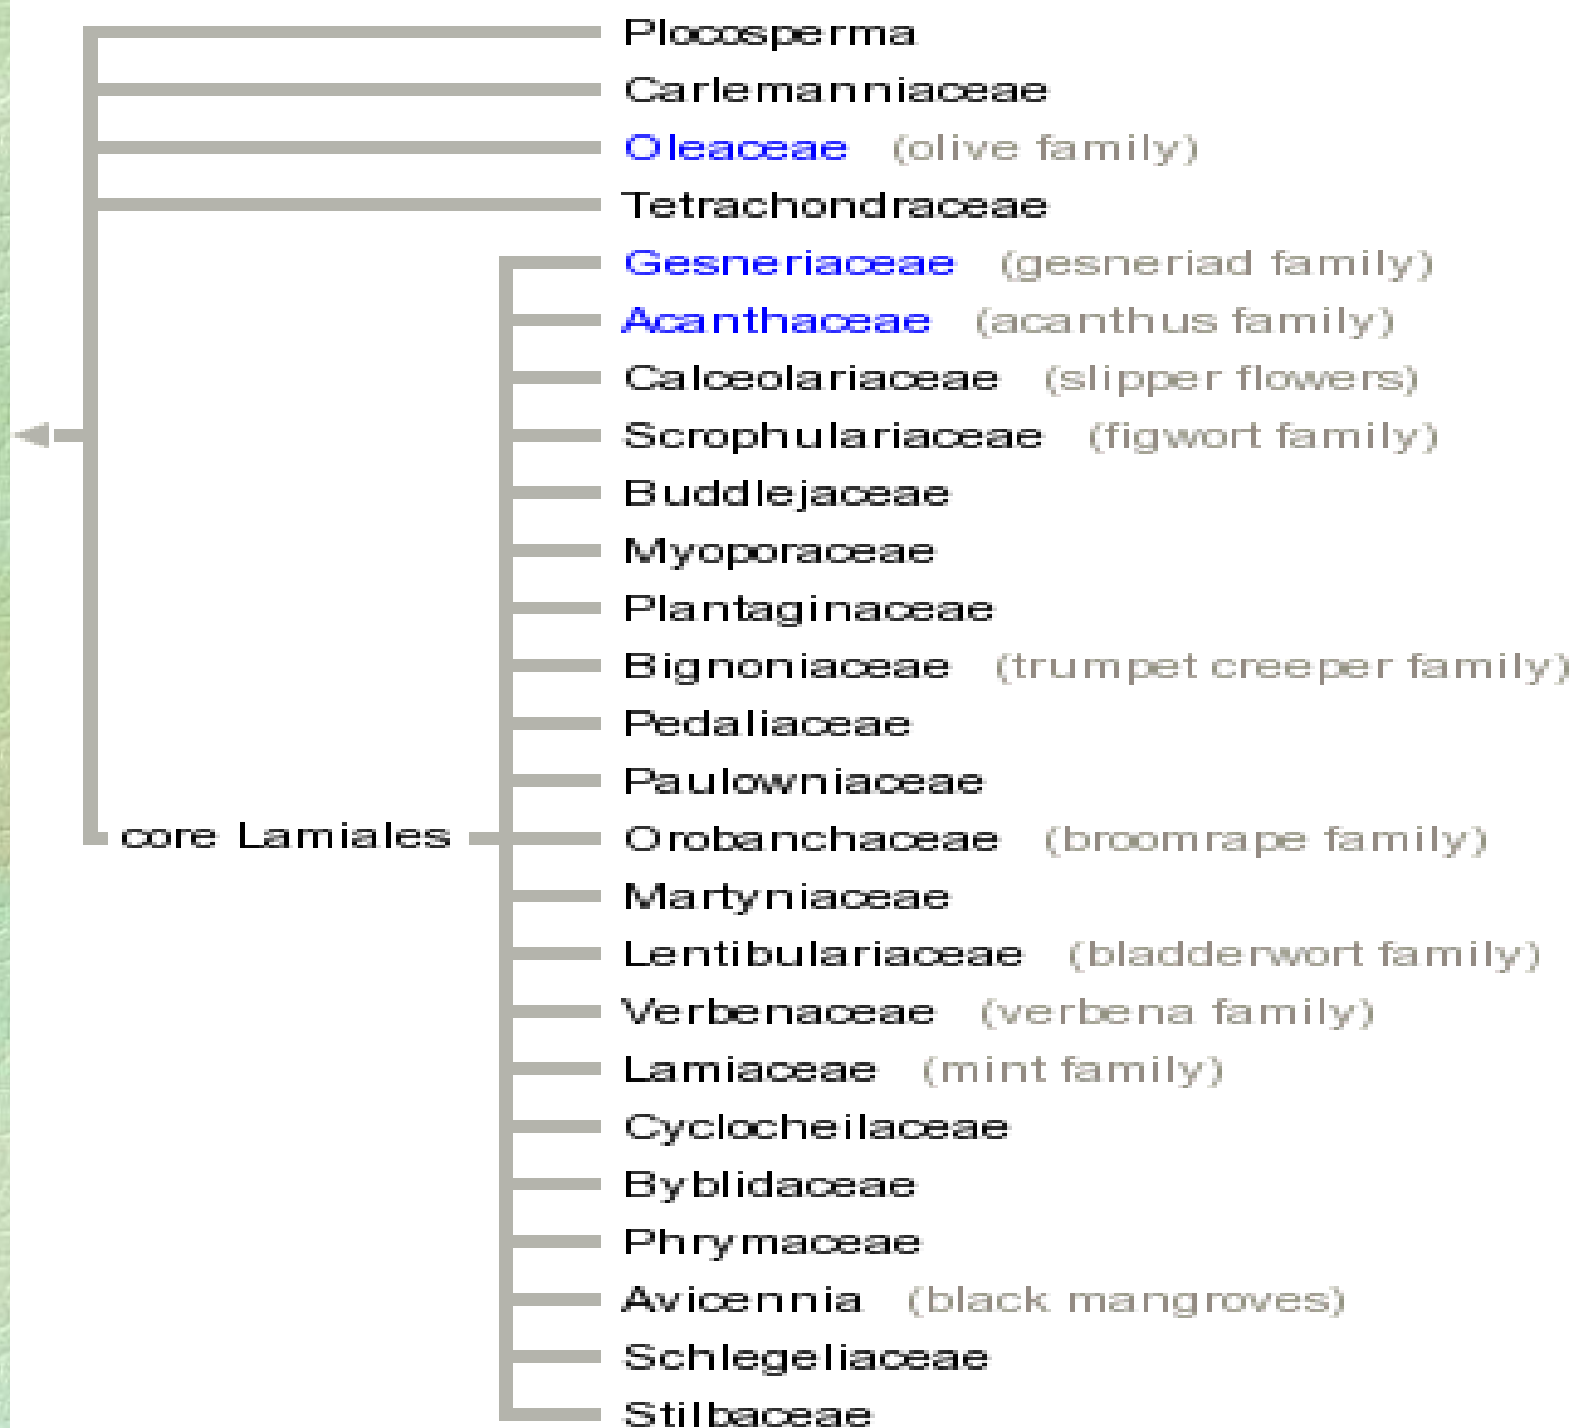 Plocosperma
Carlemanniaceae
Oleaceae (olive family)
Tetrachondraceae
Gesneriaceae (gesneriad family)
Acanthaceae (acanthus family)
Calceolariaceae (slipper flowers)
Scrophulariaceae (figwort family)
Buddlejaceae
Myoporaceae
Plantaginaceae
Bignoniaceae (trumpet creeper family)
Pedaliaceae
Paulowniaceae
core Lamiales
Orobanchaceae (broomrape family)
Martyniaceae
Lentibulariaceae (bladderwort family)
Verbenaceae (verbena family)
Lamiaceae (mint family)
Cyclocheilaceae
Byblidaceae
Phrymaceae
Avicennia (black mangroves)
Schlegeliaceae
Stilbaceae